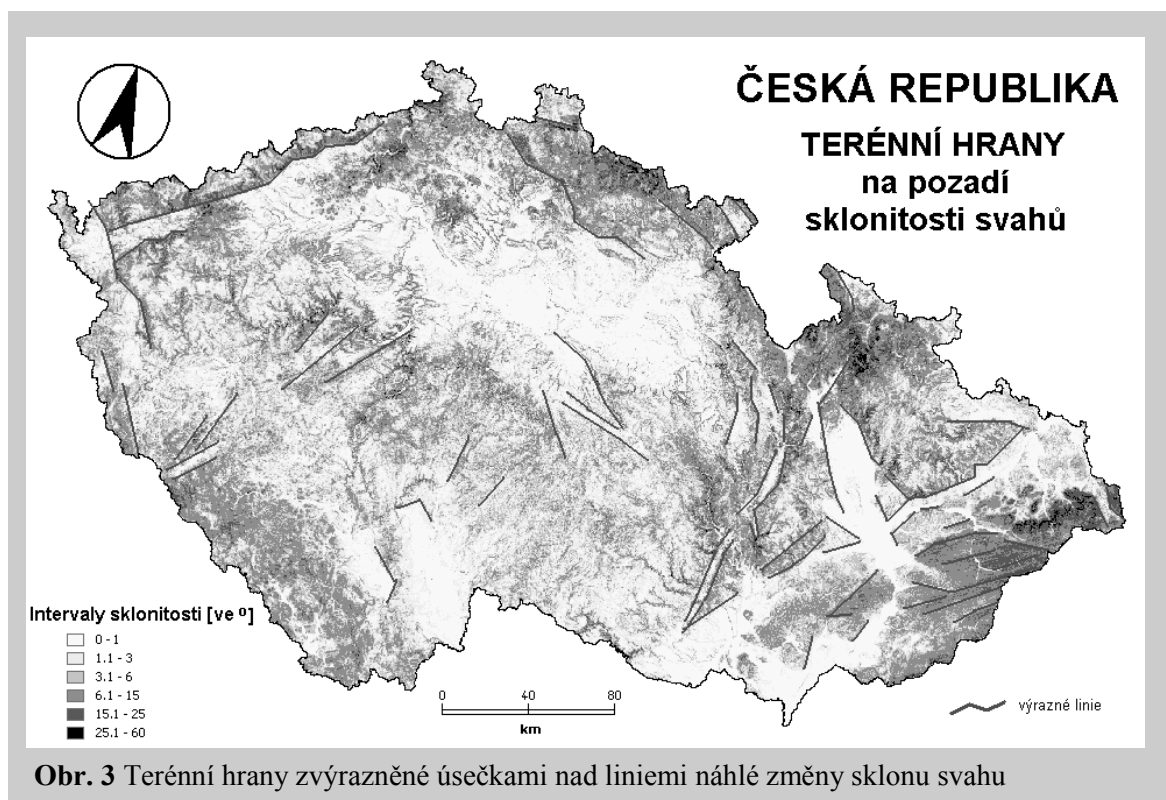 ČESKÁ REPUBLIKA
TERÉNNÍ HRANY
na pozadí
sklonitosti svahů
Intervaly sklonitosti [ve º]
0 - 1
1.1 - 3
3.1 - 6
6.1 - 15
15.1 - 25
25.1 - 60
0 40 80
km
výrazné linie
Obr. 3 Terénní hrany zvýrazněné úsečkami nad liniemi náhlé změny sklonu svahu